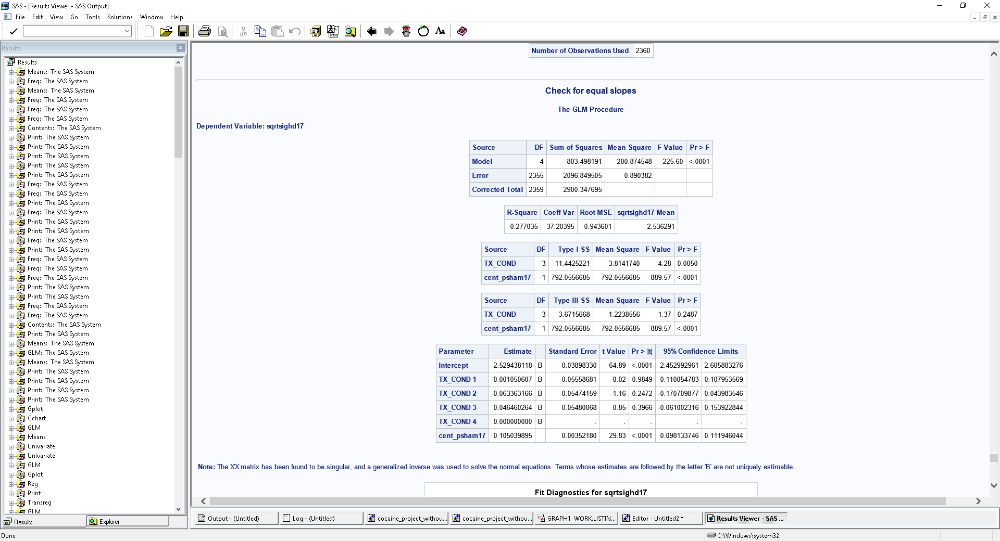 SAS - [Results Viewer - SAS Output]
File Edit View Go Tools Solutions Window Help
Results
Results
Means: The SAS System
Freq: The SAS System
Means: The SAS System
Freq: The SAS System
Freq: The SAS System
Freq: The SAS System
Contents: The SAS System
Print: The SAS System
Print: The SAS System
Print: The SAS System
Print: The SAS System
Print: The SAS System
Freq: The SAS System
Freq: The SAS System
Print: The SAS System
Freq: The SAS System
Print: The SAS System
Print: The SAS System
Freq: The SAS System
Print: The SAS System
Freq: The SAS System
Freq: The SAS System
Freq: The SAS System
Print: The SAS System
Print: The SAS System
Freq: The SAS System
Freq: The SAS System
Contents: The SAS System
Print: The SAS System
Means: The SAS System
GLM: The SAS System
Means: The SAS System
Print: The SAS System
Print: The SAS System
Print: The SAS System
Print: The SAS System
Gplot
Gchart
GLM
Means
Univariate
Univariate
GLM
Gplot
Reg
Print
Transreg
GLM
Results Explorer
Number of Observations Used 2360
Check for equal slopes
The GLM Procedure
Dependent Variable: sqrtsighd17
Source DF Sum of Squares Mean Square F Value Pr > F
Model 4 803.498191 200.874548 225.60 <.0001
Error 2355 2096.849505 0.890382
Corrected Total 2359 2900.347695
R-Square Coeff Var Root MSE sqrtsighd17 Mean
0.277035 37.20395 0.943601 2.536291
Source DF Type I SS Mean Square F Value Pr > F
TX_COND 3 11.4425221 3.8141740 4.28 0.0050
cent_psham17 1 792.0556685 792.0556685 889.57 <.0001
Source DF Type III SS Mean Square F Value Pr > F
TX_COND 3 3.6715668 1.2238556 1.37 0.2487
cent_psham17 1 792.0556685 792.0556685 889.57 <.0001
Parameter Estimate Standard Error t Value Pr > |t| 95% Confidence Limits
Intercept 2.529438118 B 0.03898330 64.89 <.0001 2.452992961 2.605883276
TX_COND 1 -0.001050607 B 0.05558681 -0.02 0.9849 -0.110054783 0.107953569
TX_COND 2 -0.063363166 B 0.05474159 -1.16 0.2472 -0.170709877 0.043983546
TX_COND 3 0.046460264 B 0.05480068 0.85 0.3966 -0.061002316 0.153922844
TX_COND 4 0.000000000 B . . . . .
cent_psham17 0.105039895 0.00352180 29.83 <.0001 0.098133746 0.111946044
Note: The X'X matrix has been found to be singular, and a generalized inverse was used to solve the normal equations. Terms whose estimates are followed by the letter 'B' are not uniquely estimable.
Fit Diagnostics for sqrtsighd17
Output - (Untitled) Log - (Untitled) cocaine_project_withou... cocaine_project_withou... GRAPH1 WORK.LISTIN... Editor - Untitled2 * Results Viewer - SAS ...
Done C:\Windows\system32